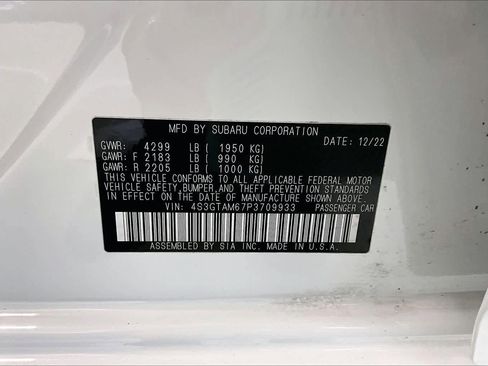 MFD BY SUBARU CORPORATION
GVWR: 4299 LB ( 1950 KG) DATE: 12/22
GAWR: F 2183 LB ( 990 KG)
GAWR: R 2205 LB ( 1000 KG)
THIS VEHICLE CONFORMS TO ALL APPLICABLE FEDERAL MOTOR
VEHICLE SAFETY, BUMPER, AND THEFT PREVENTION STANDARDS
IN EFFECT ON THE DATE OF MANUFACTURE SHOWN ABOVE.
VIN: 4S3GTAM67P3709933 PASSENGER CAR
ASSEMBLED BY SIA INC. MADE IN U.S.A.